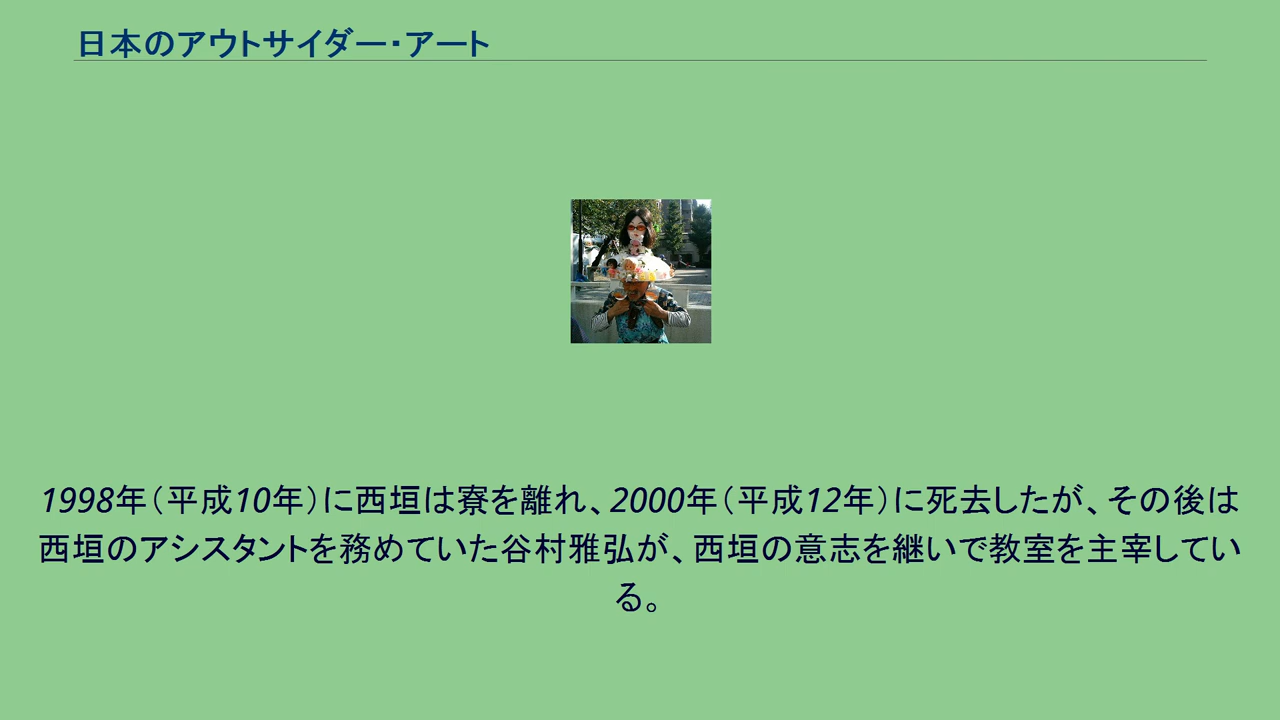 日本のアウトサイダー・アート
1998年（平成10年）に西垣は寮を離れ、2000年（平成12年）に死去したが、その後は
西垣のアシスタントを務めていた谷村雅弘が、西垣の意志を継いで教室を主宰してい
る。